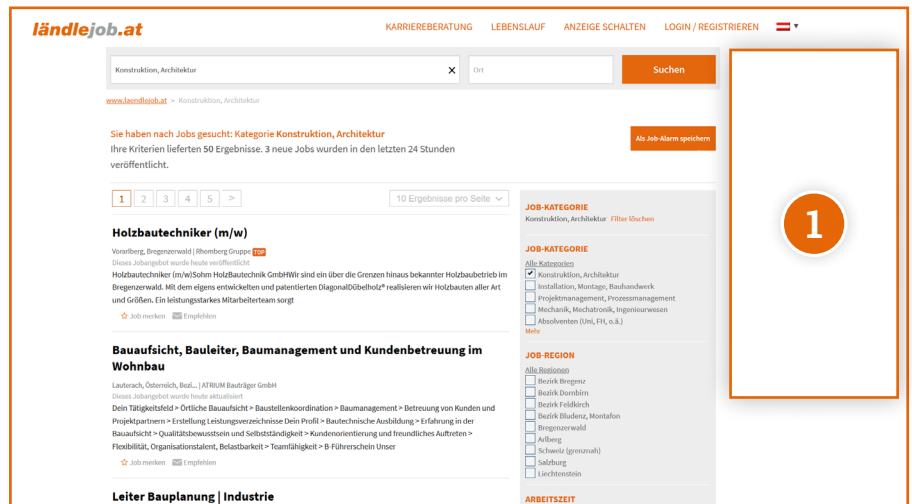 ländlejob.at
KARRIEREBERATUNG LEBENSLAUF ANZEIGE SCHALTEN LOGIN / REGISTRIEREN
Konstruktion, Architektur
Ort
Suchen
www.laendlejob.at > Konstruktion, Architektur
Sie haben nach Jobs gesucht: Kategorie Konstruktion, Architektur
Ihre Kriterien lieferten 50 Ergebnisse. 3 neue Jobs wurden in den letzten 24 Stunden
veröffentlicht.
Als Job-Alarm speichern
1 2 3 4 5 >
10 Ergebnisse pro Seite
Holzbautechniker (m/w)
Vorarlberg, Bregenzerwald | Rhomberg Gruppe TOP
Dieses Jobangebot wurde heute veröffentlicht
Holzbautechniker (m/w)Sohm HolzBautechnik GmbHWir sind ein über die Grenzen hinaus bekannter Holzbaubetrieb im
Bregenzerwald. Mit dem eigens entwickelten und patentierten DiagonalDübelholz® realisieren wir Holzbauten aller Art
und Größen. Ein leistungsstarkes Mitarbeiterteam sorgt
Job merken Empfehlen
Bauaufsicht, Bauleiter, Baumanagement und Kundenbetreuung im
Wohnbau
Lauterach, Österreich, Bezi... | ATRIUM Bauträger GmbH
Dieses Jobangebot wurde heute aktualisiert
Dein Tätigkeitsfeld > Örtliche Bauaufsicht > Baustellenkoordination > Baumanagement > Betreuung von Kunden und
Projektpartnern > Erstellung Leistungsverzeichnisse Dein Profil > Bautechnische Ausbildung > Erfahrung in der
Bauaufsicht > Qualitätsbewusstsein und Selbstständigkeit > Kundenorientierung und freundliches Auftreten >
Flexibilität, Organisationstalent, Belastbarkeit > Teamfähigkeit > B-Führerschein Unser
Job merken Empfehlen
Leiter Bauplanung | Industrie
JOB-KATEGORIE
Konstruktion, Architektur Filter löschen
JOB-KATEGORIE
Alle Kategorien
Konstruktion, Architektur
Installation, Montage, Bauhandwerk
Projektmanagement, Prozessmanagement
Mechanik, Mechatronik, Ingenieurwesen
Absolventen (Uni, FH, o.ä.)
Mehr
JOB-REGION
Alle Regionen
Bezirk Bregenz
Bezirk Dornbirn
Bezirk Feldkirch
Bezirk Bludenz, Montafon
Bregenzerwald
Arlberg
Schweiz (grenznah)
Salzburg
Liechtenstein
ARBEITSZEIT
1